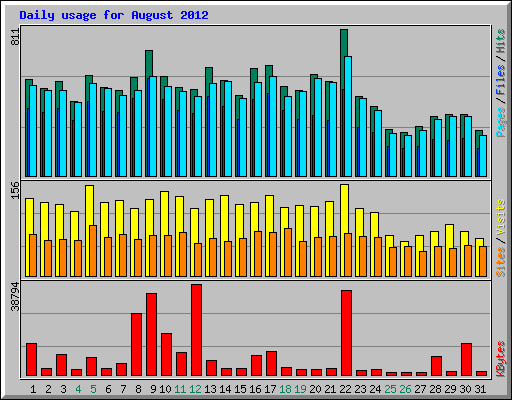 Daily usage for August 2012
811
Pages / Files / Hits
156
Sites / Visits
38794
KBytes
1 2 3 4 5 6 7 8 9 10 11 12 13 14 15 16 17 18 19 20 21 22 23 24 25 26 27 28 29 30 31